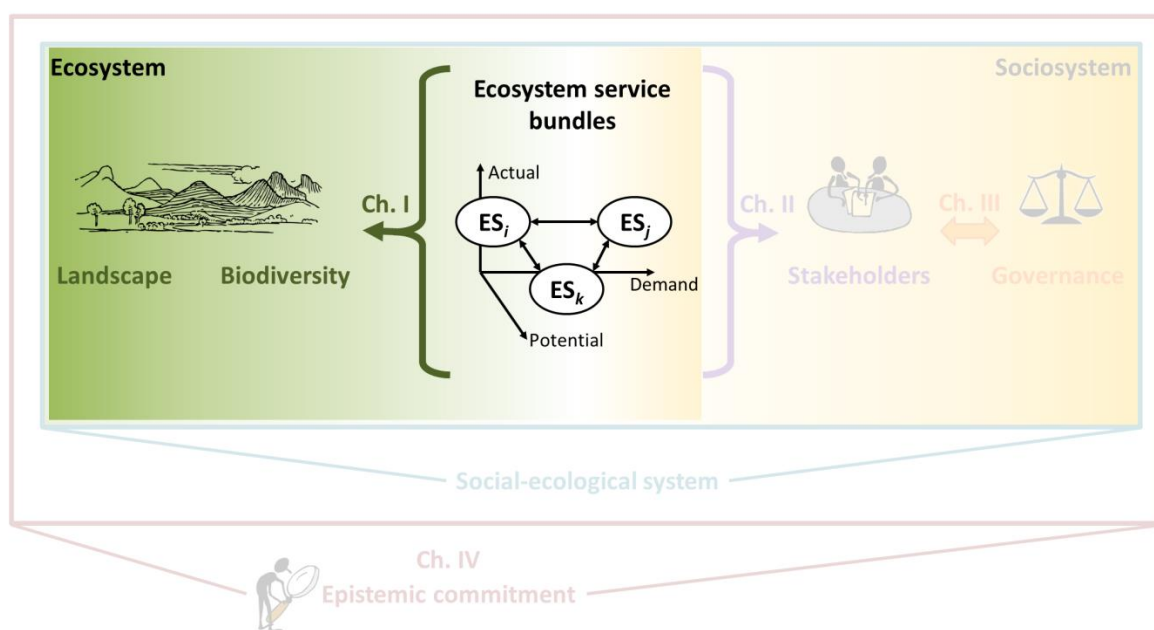 Ecosystem
Sociosystem
Ecosystem service
bundles
Actual
Ch. I
ESi
ESj
Ch. II
Ch. III
Landscape
Biodiversity
ESk
Demand
Stakeholders
Governance
Potential
Social-ecological system
Ch. IV
Epistemic commitment